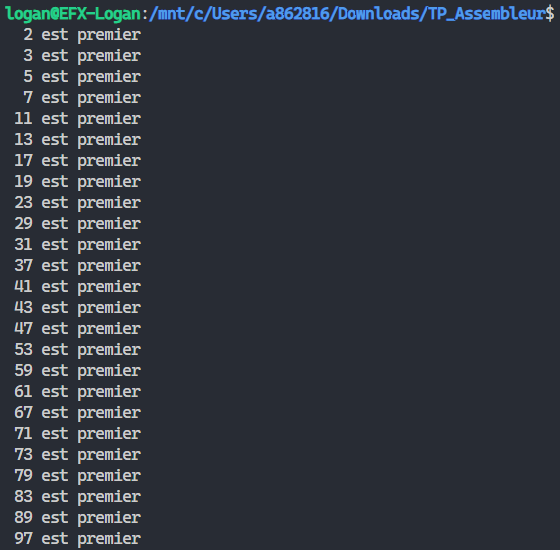 logan@EFX-Logan:/mnt/c/Users/a862816/Downloads/TP_Assembleur$
2 est premier
3 est premier
5 est premier
7 est premier
11 est premier
13 est premier
17 est premier
19 est premier
23 est premier
29 est premier
31 est premier
37 est premier
41 est premier
43 est premier
47 est premier
53 est premier
59 est premier
61 est premier
67 est premier
71 est premier
73 est premier
79 est premier
83 est premier
89 est premier
97 est premier